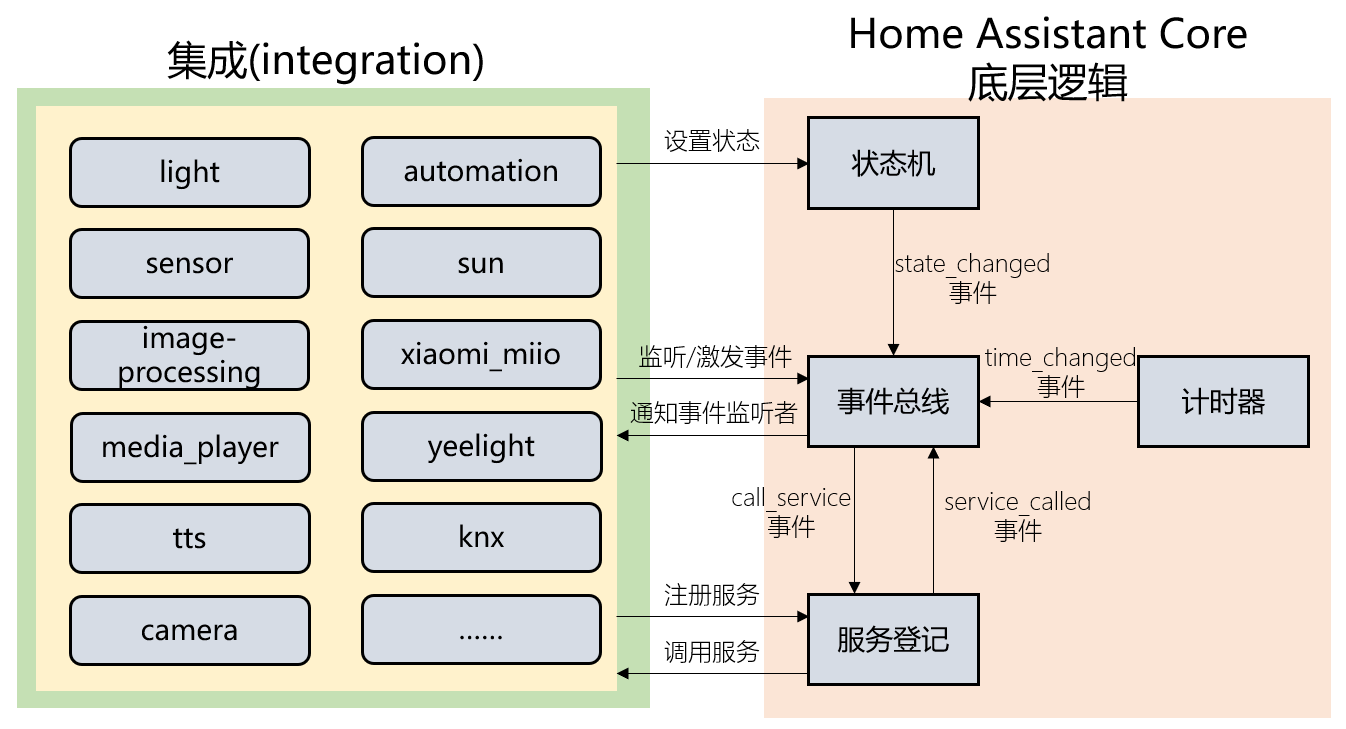 集成(integration)
light
automation
sensor
sun
image-
processing
xiaomi_miio
media_player
yeelight
tts
knx
camera
......
设置状态
监听/激发事件
通知事件监听者
注册服务
调用服务
Home Assistant Core
底层逻辑
状态机
state_changed
事件
事件总线
time_changed
事件
计时器
call_service
事件
service_called
事件
服务登记